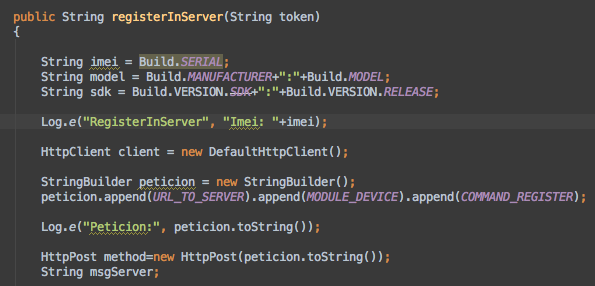 public String registerInServer(String token)
{
String imei = Build.SERIAL;
String model = Build.MANUFACTURER+":"+Build.MODEL;
String sdk = Build.VERSION.SDK+":"+Build.VERSION.RELEASE;
Log.e("RegisterInServer", "Imei: "+imei);
HttpClient client = new DefaultHttpClient();
StringBuilder peticion = new StringBuilder();
peticion.append(URL_TO_SERVER).append(MODULE_DEVICE).append(COMMAND_REGISTER);
Log.e("Peticion:", peticion.toString());
HttpPost method=new HttpPost(peticion.toString());
String msgServer;